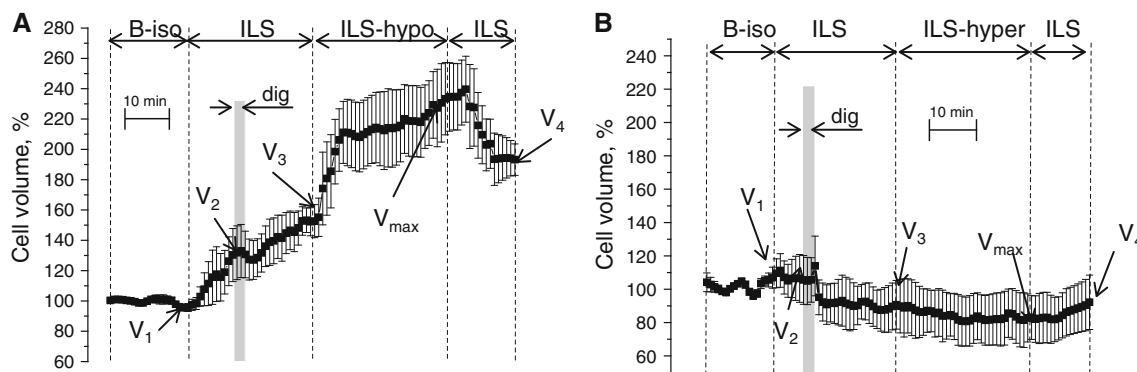 A
B-iso ILS ILS-hypo ILS
Cell volume, %
280
260
240
220
200
180
160
140
120
100
80
60
10 min
dig
V1
V2
V3
Vmax
V4
B
B-iso ILS ILS-hyper ILS
Cell volume, %
240
220
200
180
160
140
120
100
80
60
dig
10 min
V1
V2
V3
Vmax
V4